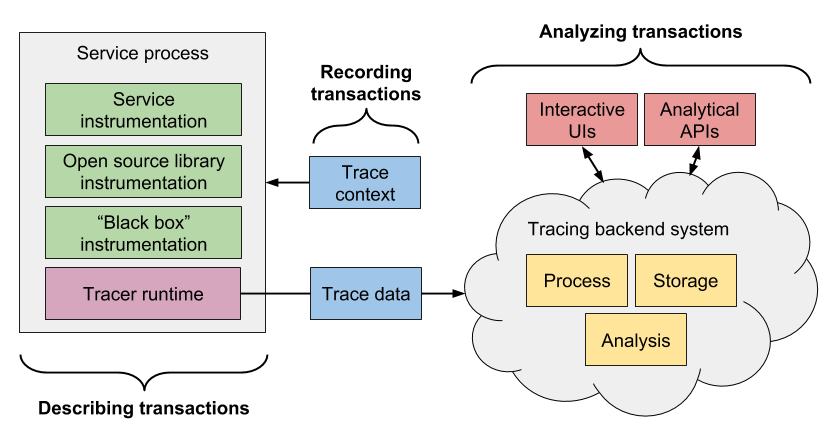 Service process
Service
instrumentation
Open source library
instrumentation
“Black box”
instrumentation
Tracer runtime
Describing transactions
Recording
transactions
Trace
context
Trace data
Analyzing transactions
Interactive
UIs
Analytical
APIs
Tracing backend system
Process
Storage
Analysis